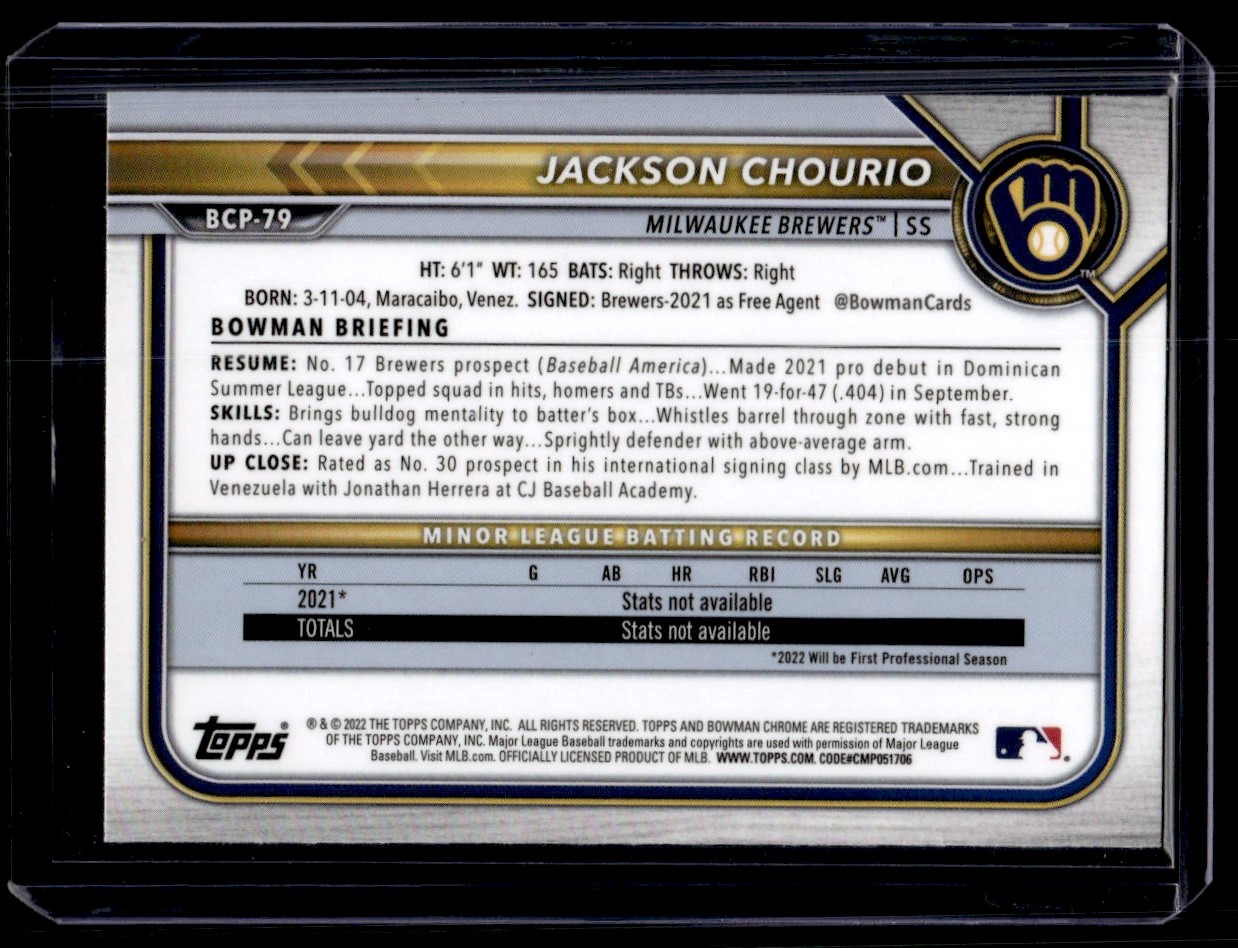 JACKSON CHOURIO
BCP-79
MILWAUKEE BREWERS™ | SS
TM
HT: 6'1" WT: 165 BATS: Right THROWS: Right
BORN: 3-11-04, Maracaibo, Venez. SIGNED: Brewers-2021 as Free Agent @BowmanCards
BOWMAN BRIEFING
RESUME: No. 17 Brewers prospect (Baseball America)...Made 2021 pro debut in Dominican
Summer League...Topped squad in hits, homers and TBs...Went 19-for-47 (.404) in September.
SKILLS: Brings bulldog mentality to batter's box...Whistles barrel through zone with fast, strong
hands...Can leave yard the other way...Sprightly defender with above-average arm.
UP CLOSE: Rated as No. 30 prospect in his international signing class by MLB.com...Trained in
Venezuela with Jonathan Herrera at CJ Baseball Academy.
MINOR LEAGUE BATTING RECORD
YR G AB HR RBI SLG AVG OPS
2021* Stats not available
TOTALS Stats not available
*2022 Will be First Professional Season
Topps®
® & © 2022 THE TOPPS COMPANY, INC. ALL RIGHTS RESERVED. TOPPS AND BOWMAN CHROME ARE REGISTERED TRADEMARKS
OF THE TOPPS COMPANY, INC. Major League Baseball trademarks and copyrights are used with permission of Major League
Baseball. Visit MLB.com. OFFICIALLY LICENSED PRODUCT OF MLB. WWW.TOPPS.COM. CODE#CMP051706